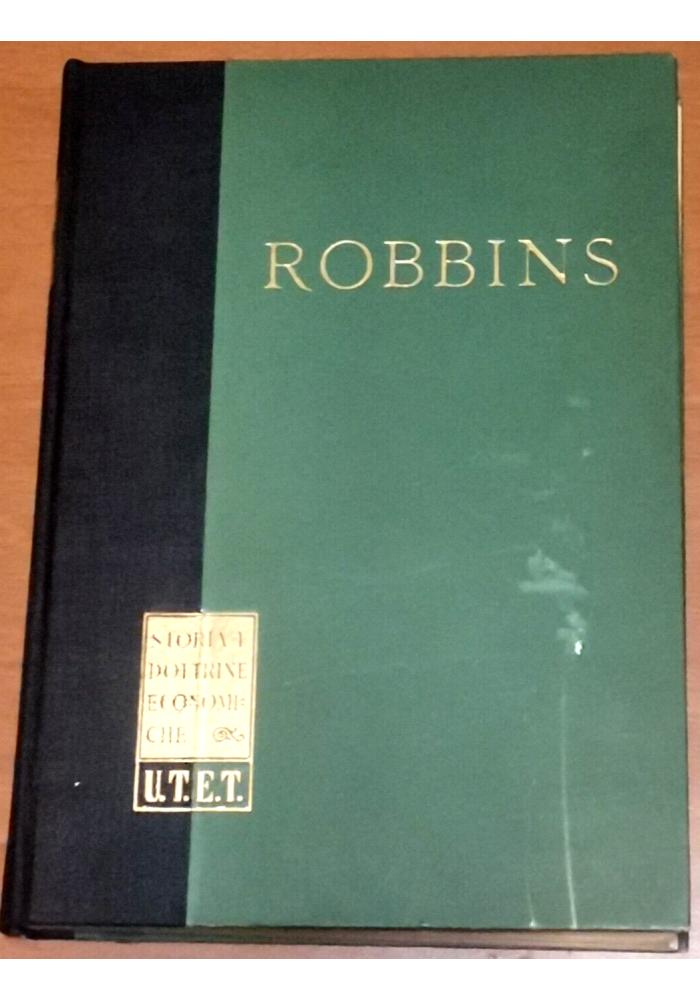 ROBBINS
STORIA E
DOTTRINE
ECONOMI=
CHE
U.T.E.T.